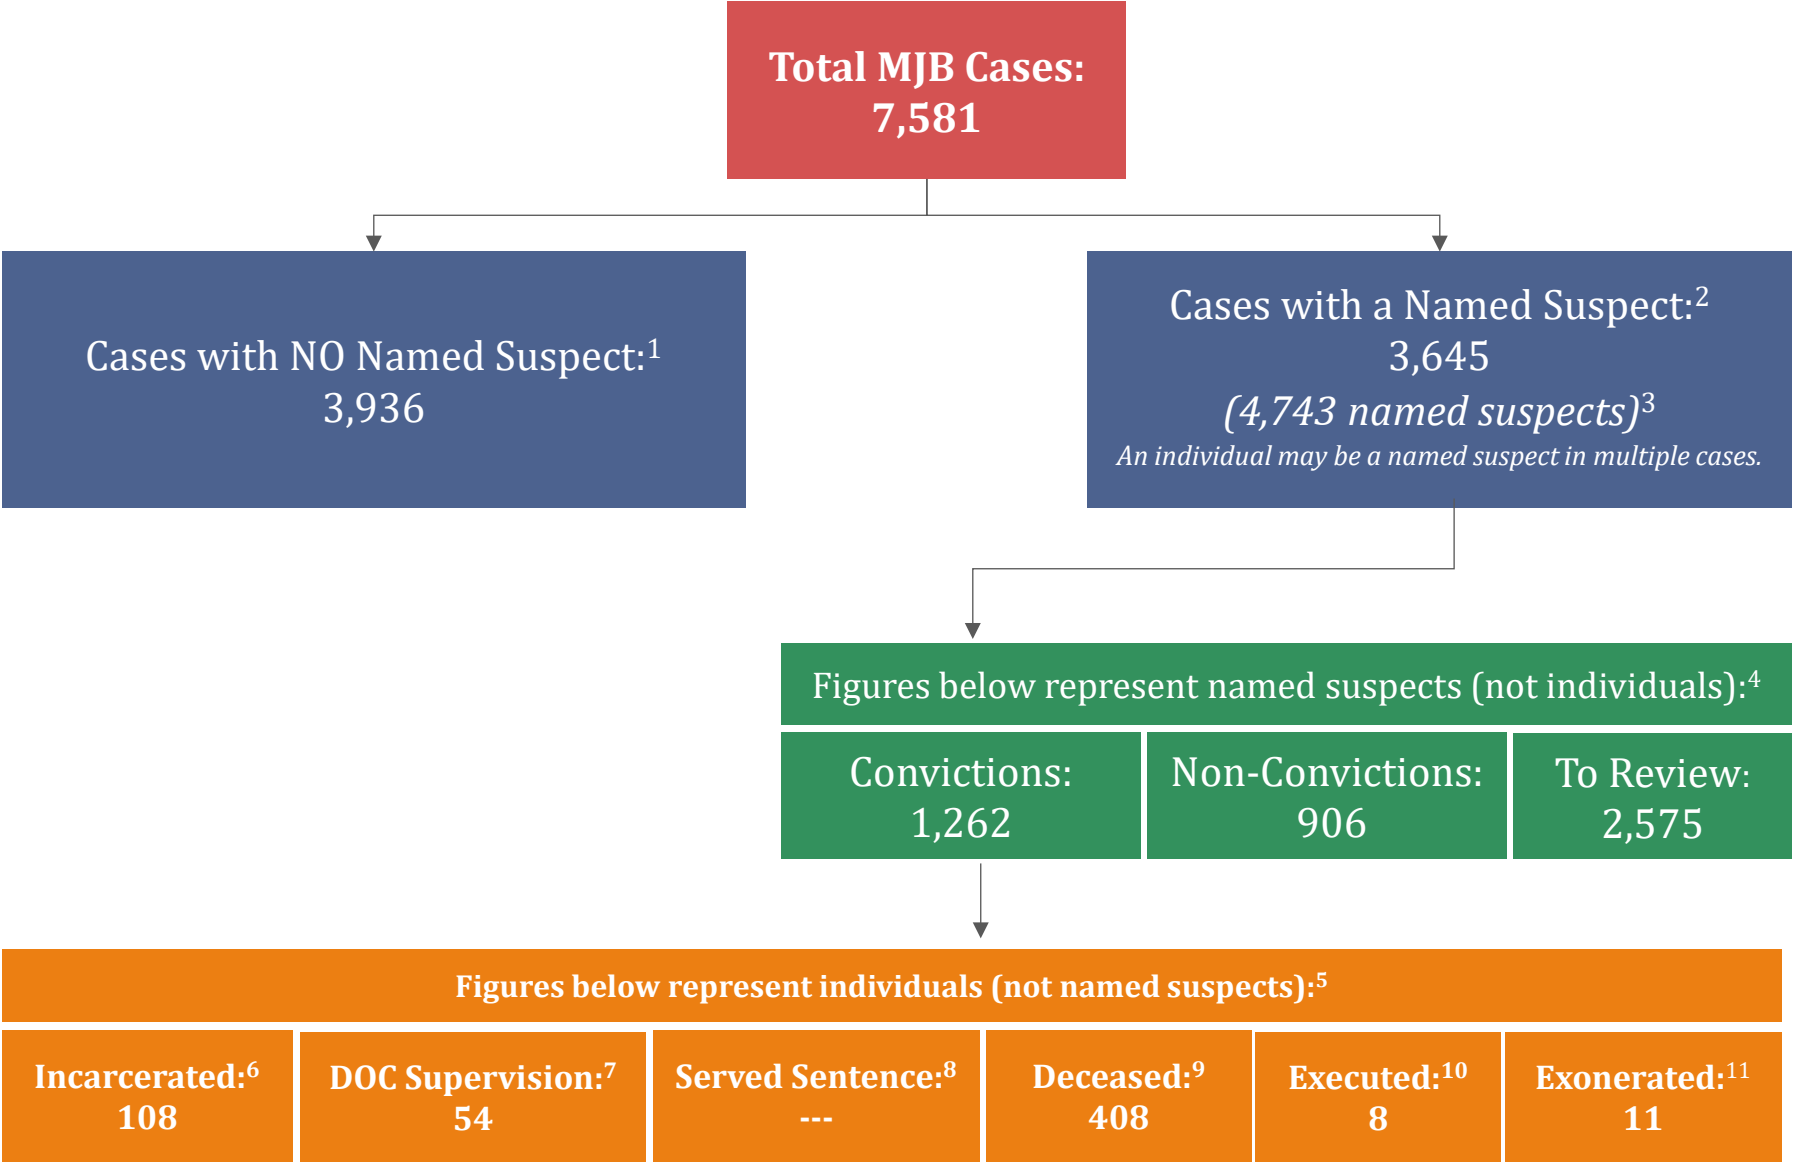 Total MJB Cases:
7,581
Cases with NO Named Suspect:1
3,936
Cases with a Named Suspect:2
3,645
(4,743 named suspects)3
An individual may be a named suspect in multiple cases.
Figures below represent named suspects (not individuals):4
Convictions:
1,262
Non-Convictions:
906
To Review:
2,575
Figures below represent individuals (not named suspects):5
Incarcerated:6
108
DOC Supervision:7
54
Served Sentence:8
---
Deceased:9
408
Executed:10
8
Exonerated:11
11